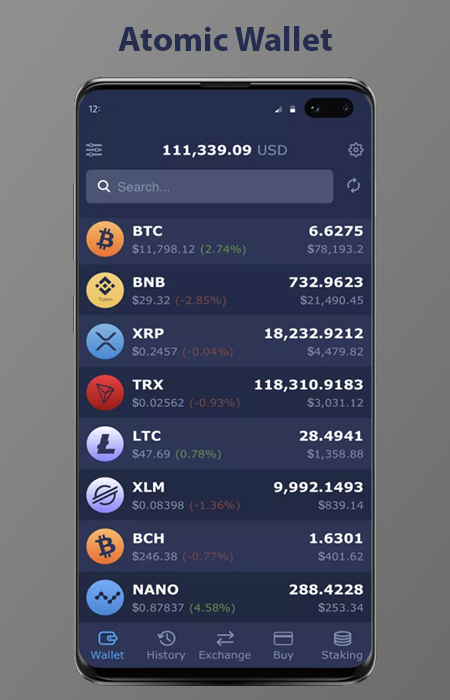 Atomic Wallet
12:
111,339.09 USD
Search...
BTC 6.6275
$11,798.12 (2.74%) $78,193.2
BNB 732.9623
$29.32 (-2.85%) $21,490.45
Token
XRP 18,232.9212
$0.2457 (-0.04%) $4,479.82
TRX 118,310.9183
$0.02562 (-0.93%) $3,031.12
LTC 28.4941
$47.69 (0.78%) $1,358.88
XLM 9,992.1493
$0.08398 (-1.36%) $839.14
BCH 1.6301
$246.38 (-0.77%) $401.62
NANO 288.4228
$0.87837 (4.58%) $253.34
Wallet History Exchange Buy Staking